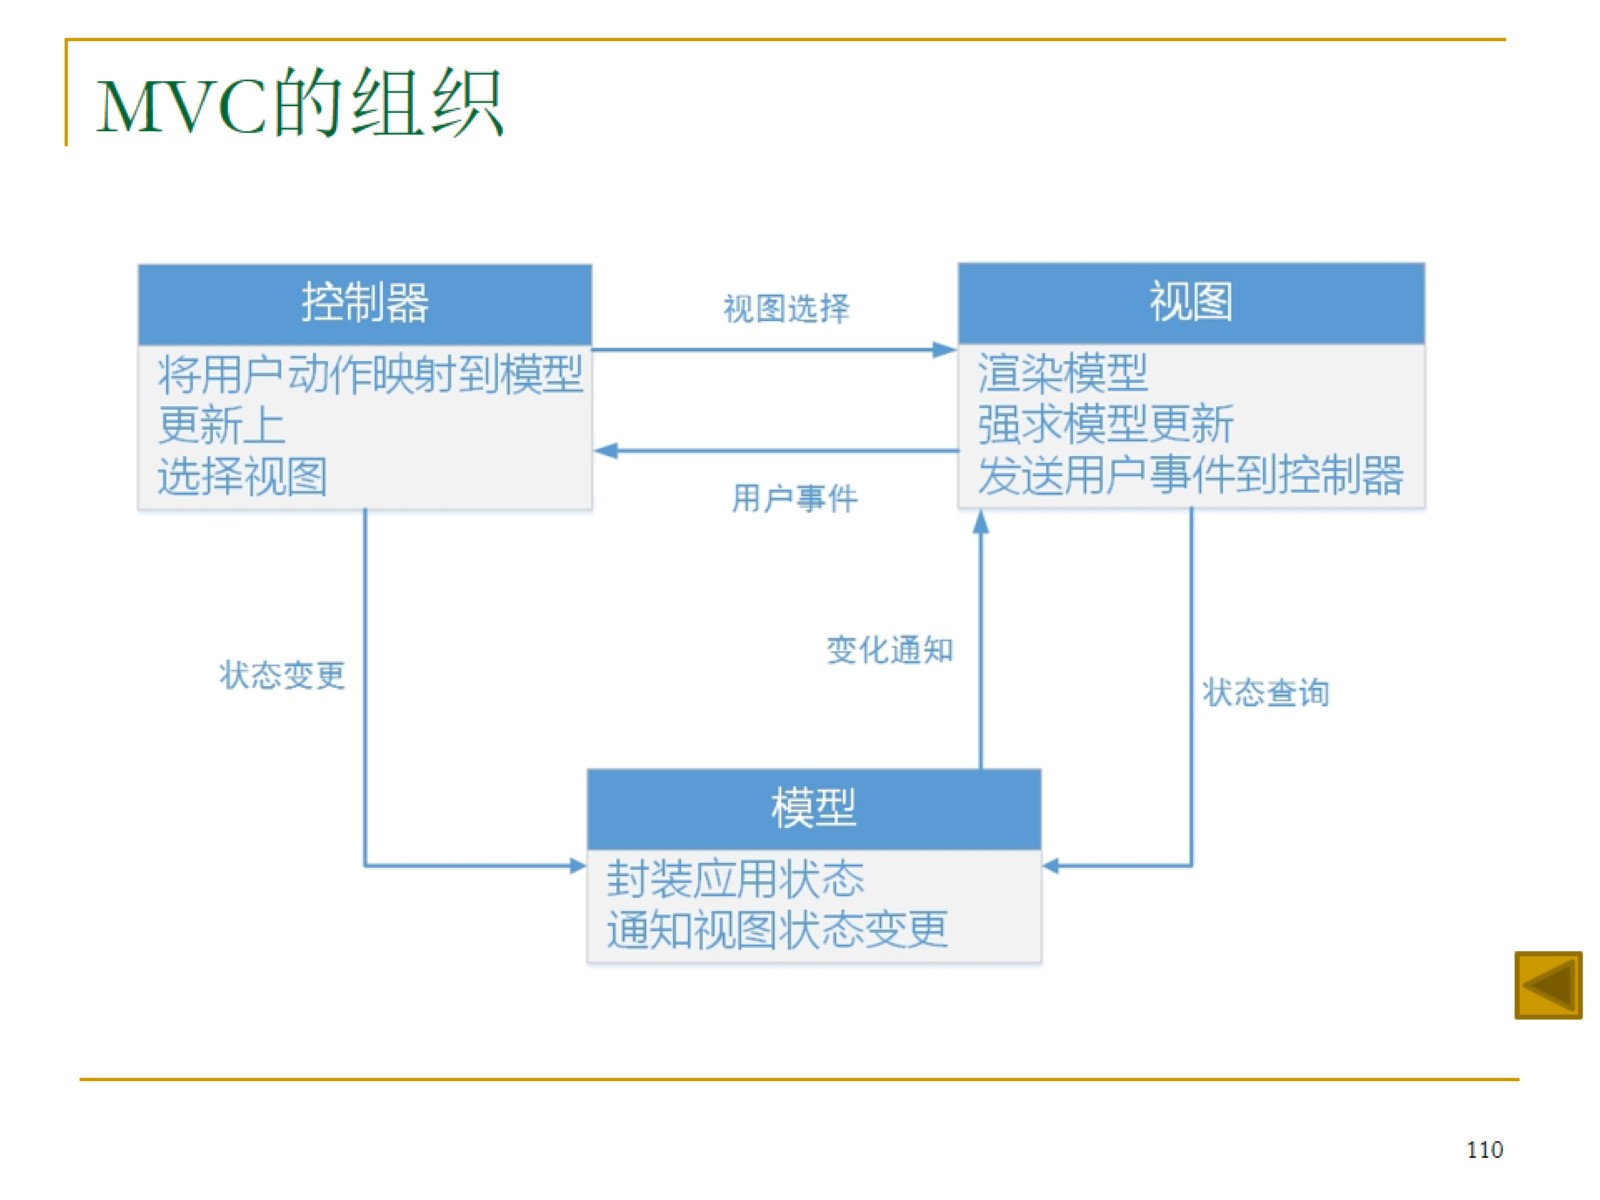 MVC的组织
控制器
将用户动作映射到模型
更新上
选择视图
视图选择
用户事件
视图
渲染模型
强求模型更新
发送用户事件到控制器
状态变更
变化通知
状态查询
模型
封装应用状态
通知视图状态变更
110